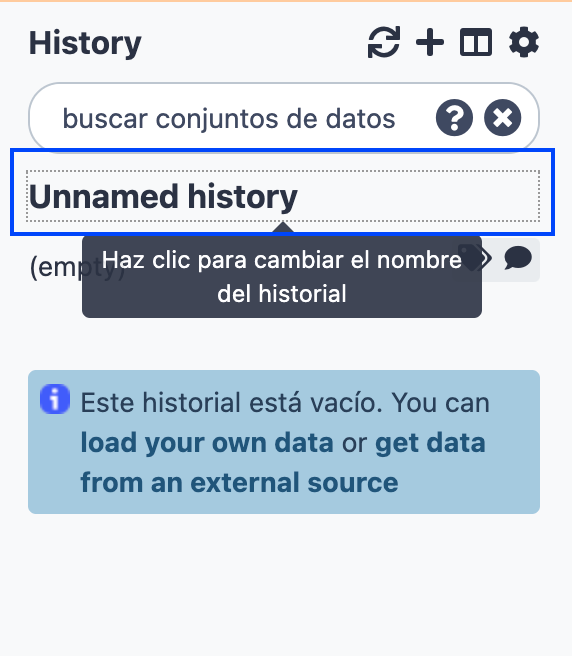 History
buscar conjuntos de datos
Unnamed history
(empty)
Haz clic para cambiar el nombre
del historial
Este historial está vacío. You can
load your own data or get data
from an external source